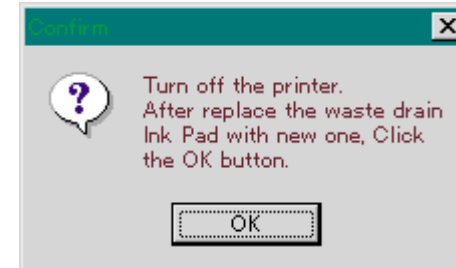 Confirm
Turn off the printer.
After replace the waste drain
Ink Pad with new one, Click
the OK button.
OK